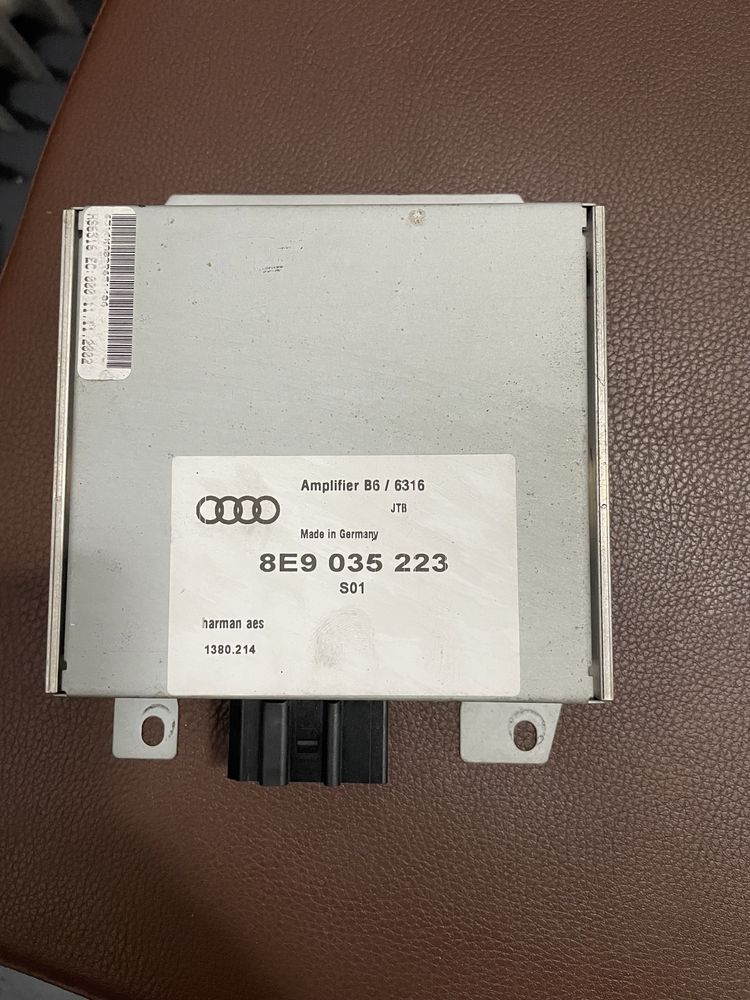 Amplifier B6 / 6316
JTB
Made in Germany
8E9 035 223
S01
harman aes
1380.214